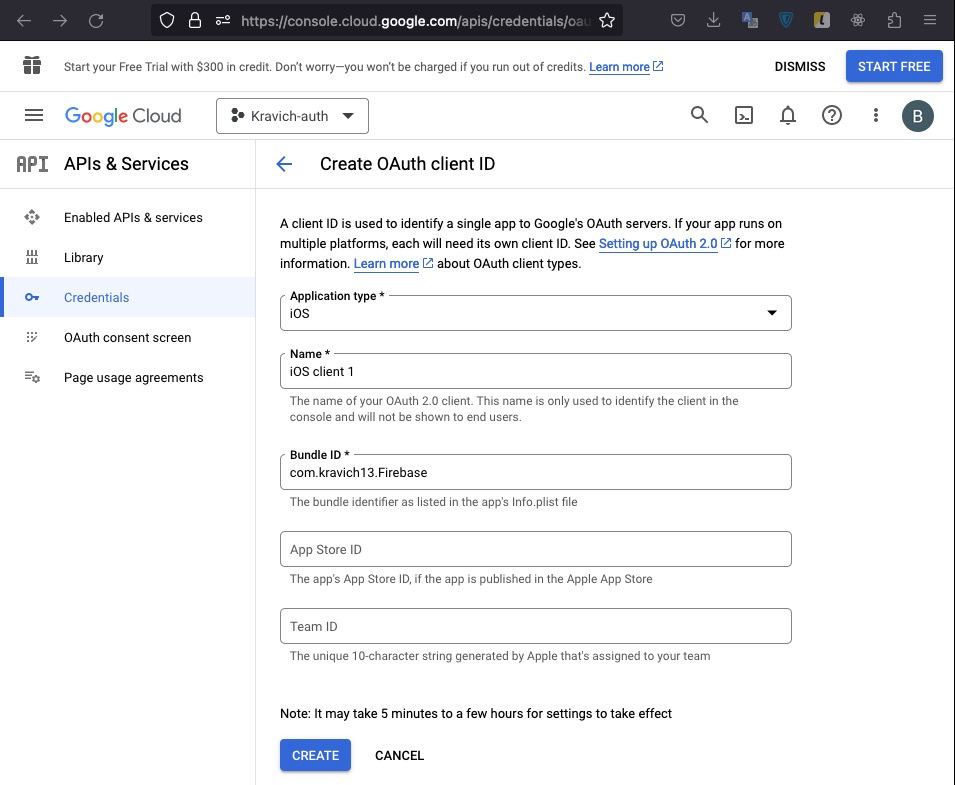 https://console.cloud.google.com/apis/credentials/oau
Start your Free Trial with $300 in credit. Don’t worry—you won’t be charged if you run out of credits. Learn more
DISMISS
START FREE
Google Cloud
Kravich-auth
B
API APIs & Services
Create OAuth client ID
Enabled APIs & services
Library
Credentials
OAuth consent screen
Page usage agreements
A client ID is used to identify a single app to Google's OAuth servers. If your app runs on
multiple platforms, each will need its own client ID. See Setting up OAuth 2.0 for more
information. Learn more about OAuth client types.
Application type *
iOS
Name *
iOS client 1
The name of your OAuth 2.0 client. This name is only used to identify the client in the
console and will not be shown to end users.
Bundle ID *
com.kravich13.Firebase
The bundle identifier as listed in the app's Info.plist file
App Store ID
The app's App Store ID, if the app is published in the Apple App Store
Team ID
The unique 10-character string generated by Apple that's assigned to your team
Note: It may take 5 minutes to a few hours for settings to take effect
CREATE
CANCEL